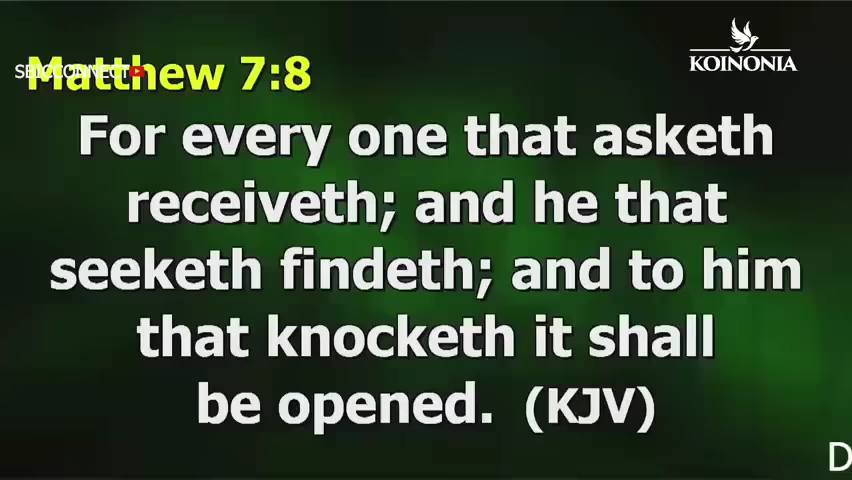 KOINONIA
SBICCONNECT
Matthew 7:8
For every one that asketh
receiveth; and he that
seeketh findeth; and to him
that knocketh it shall
be opened. (KJV)
D